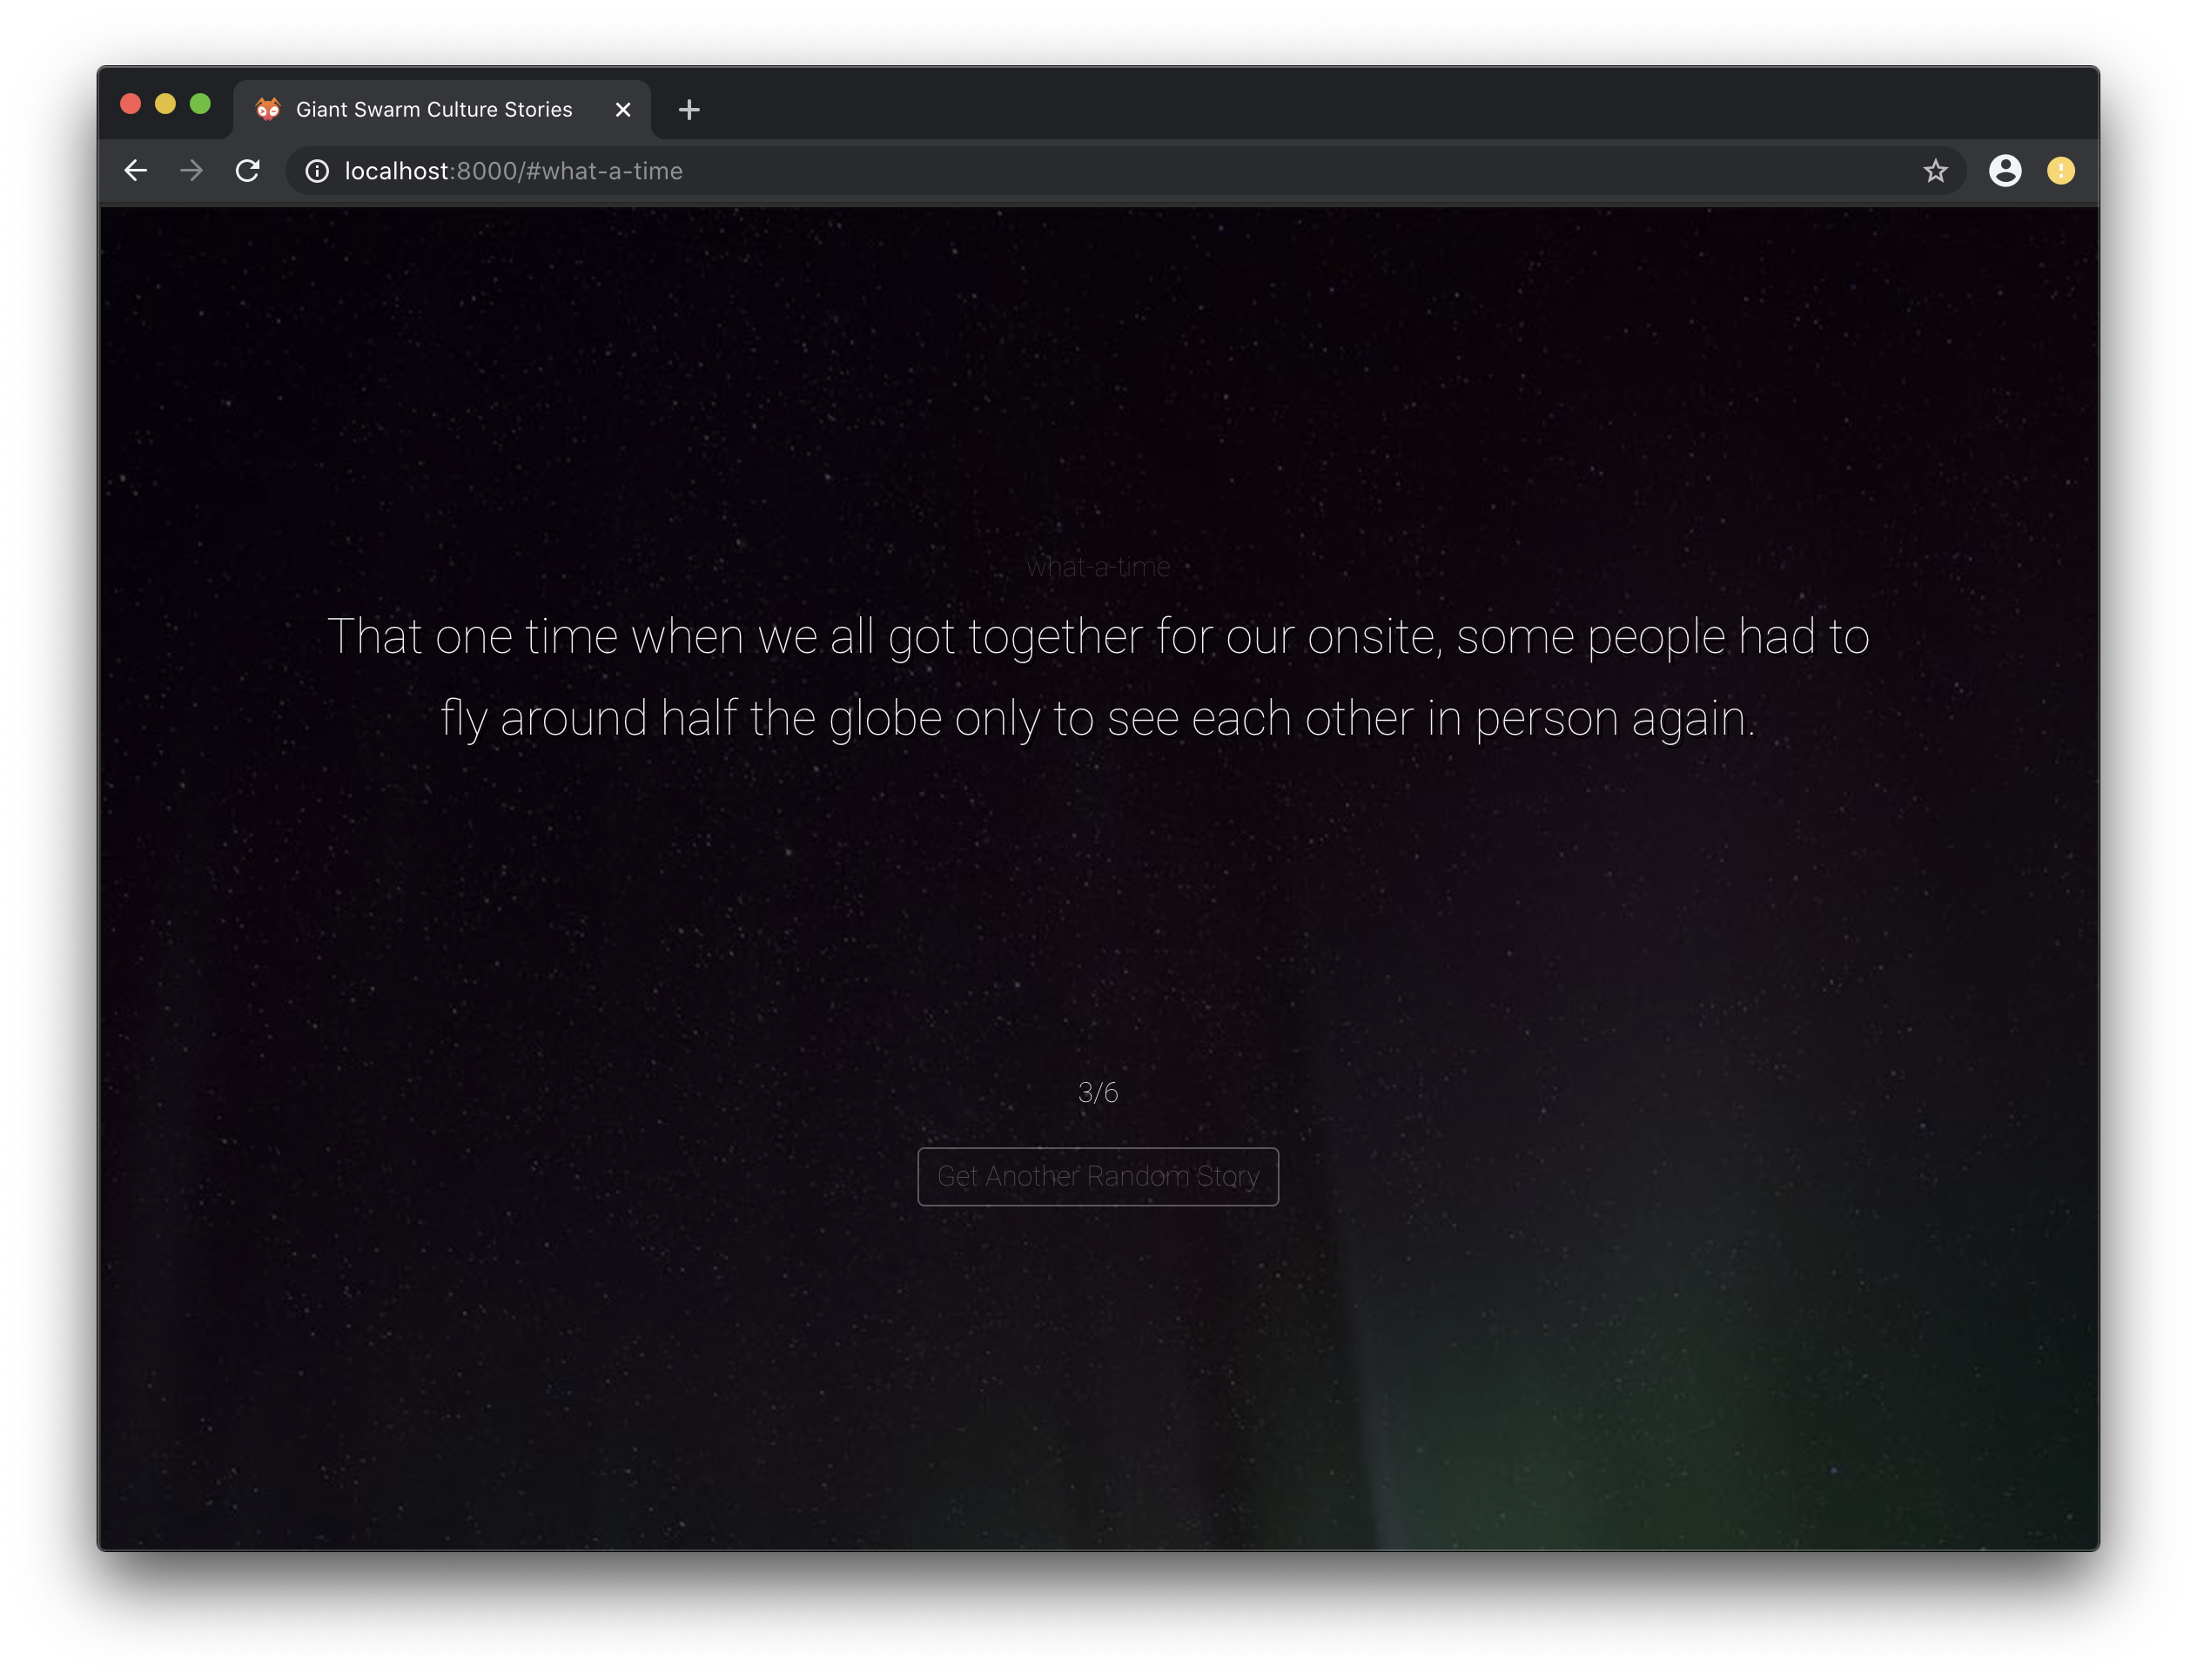 Giant Swarm Culture Stories
localhost:8000/#what-a-time
what-a-time
That one time when we all got together for our onsite, some people had to
fly around half the globe only to see each other in person again.
3/6
Get Another Random Story